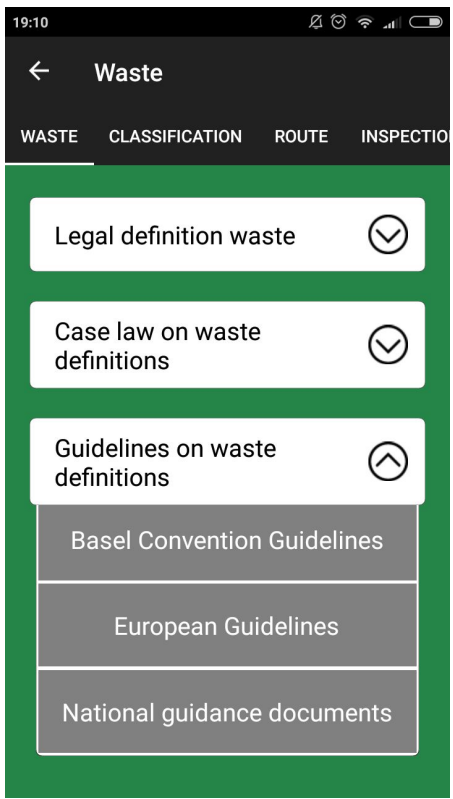 19:10
Waste
WASTE CLASSIFICATION ROUTE INSPECTIO
Legal definition waste
Case law on waste
definitions
Guidelines on waste
definitions
Basel Convention Guidelines
European Guidelines
National guidance documents